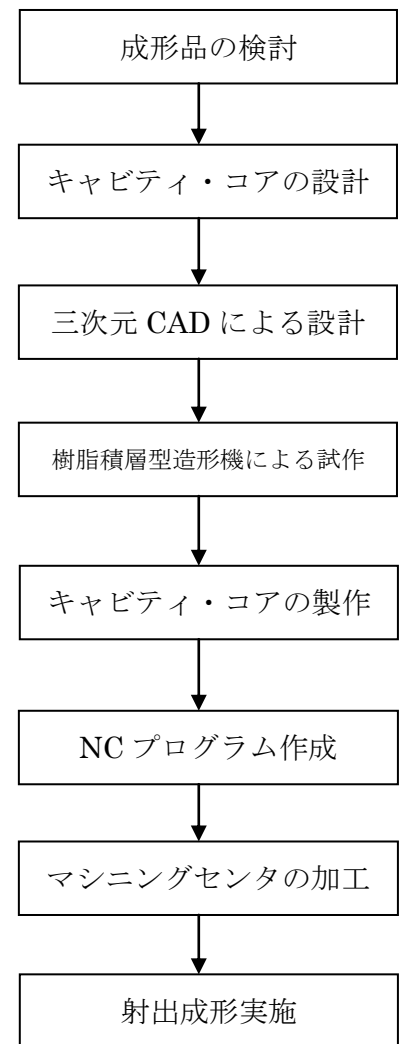 成形品の検討
キャビティ・コアの設計
三次元 CAD による設計
樹脂積層型造形機による試作
キャビティ・コアの製作
NC プログラム作成
マシニングセンタの加工
射出成形実施